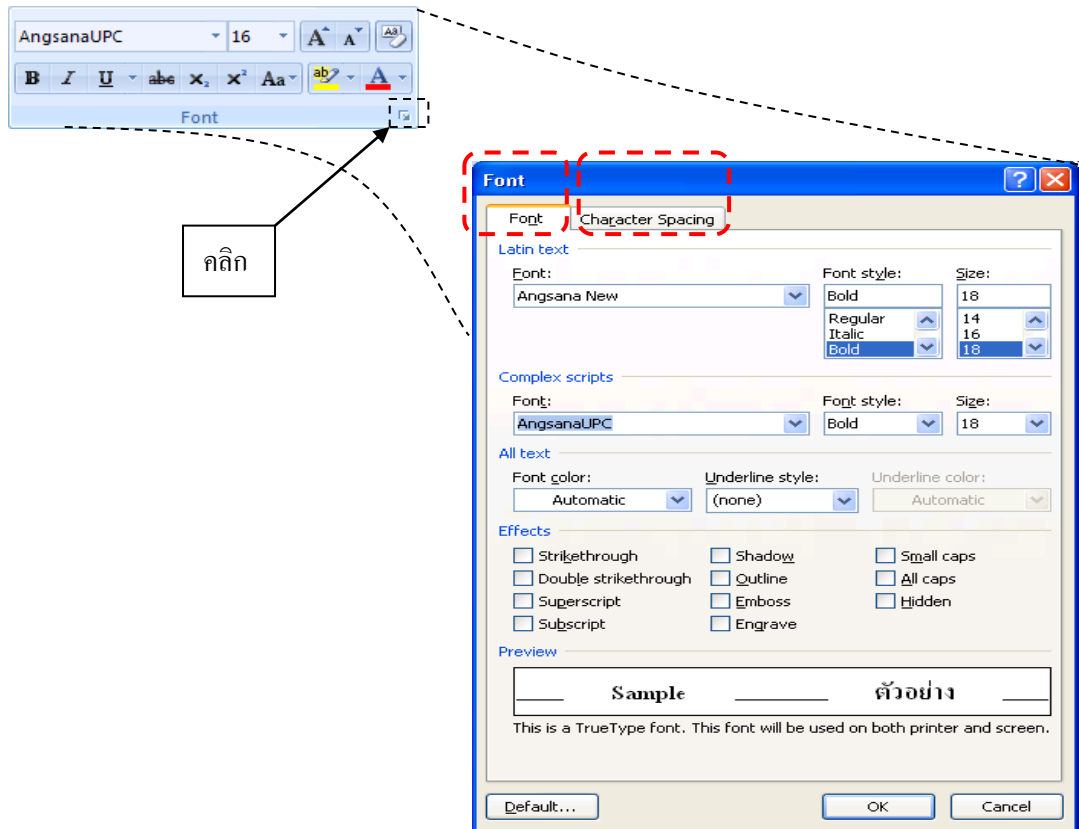 AngsanaUPC 16 A A Aa
B I U abc x₂ x² Aa ab A
Font
คลิก
Font
Font Character Spacing
Latin text
Font: Font style: Size:
Angsana New Bold 18
Regular 14
Italic 16
Bold 18
Complex scripts
Font: Font style: Size:
AngsanaUPC Bold 18
All text
Font color: Underline style: Underline color:
Automatic (none) Automatic
Effects
Strikethrough Shadow Small caps
Double strikethrough Outline All caps
Superscript Emboss Hidden
Subscript Engrave
Preview
Sample ตัวอย่าง
This is a TrueType font. This font will be used on both printer and screen.
Default... OK Cancel